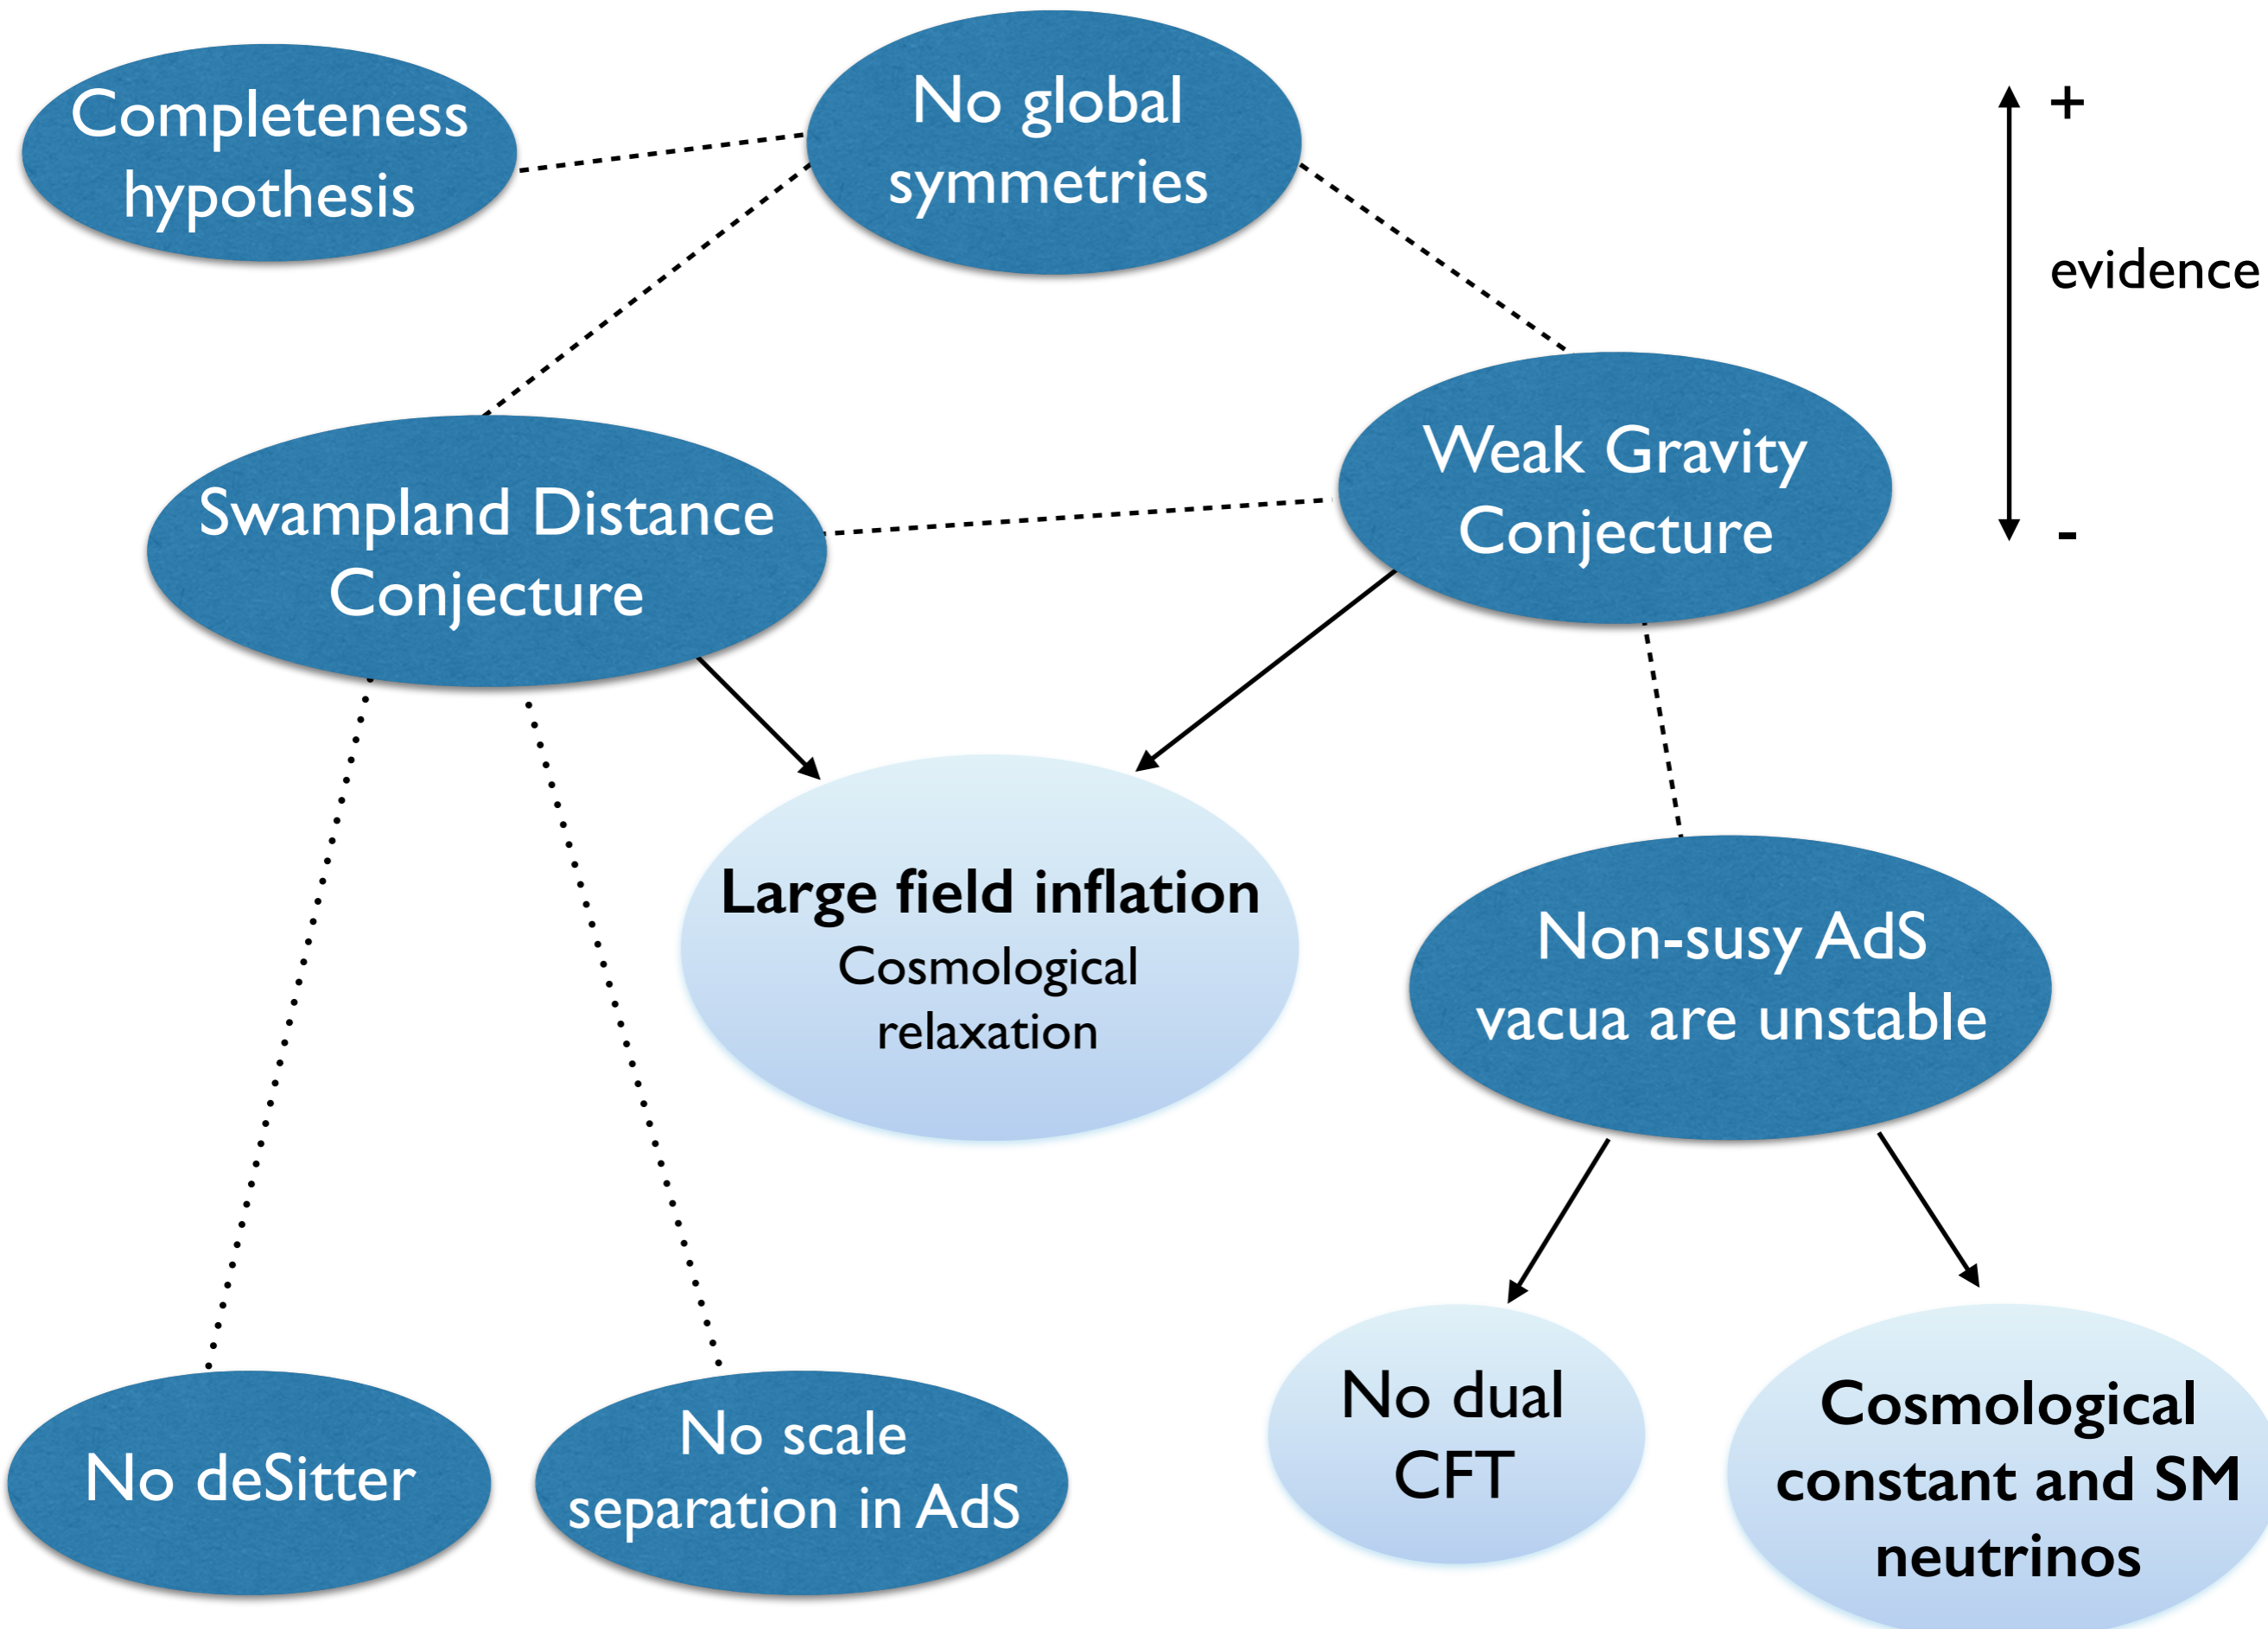 Completeness
hypothesis
No global
symmetries
+
evidence
-
Swampland Distance
Conjecture
Weak Gravity
Conjecture
Large field inflation
Cosmological
relaxation
Non-susy AdS
vacua are unstable
No deSitter
No scale
separation in AdS
No dual
CFT
Cosmological
constant and SM
neutrinos